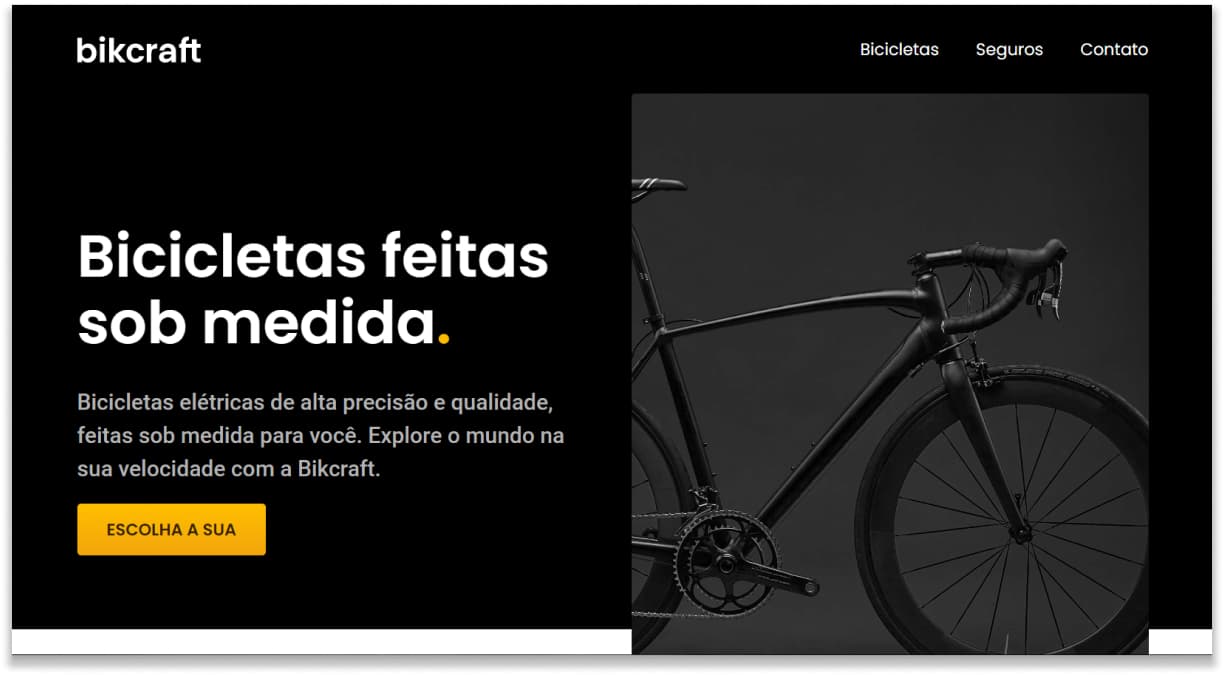 bikcraft
Bicicletas Seguros Contato
Bicicletas feitas
sob medida.
Bicicletas elétricas de alta precisão e qualidade,
feitas sob medida para você. Explore o mundo na
sua velocidade com a Bikcraft.
ESCOLHA A SUA